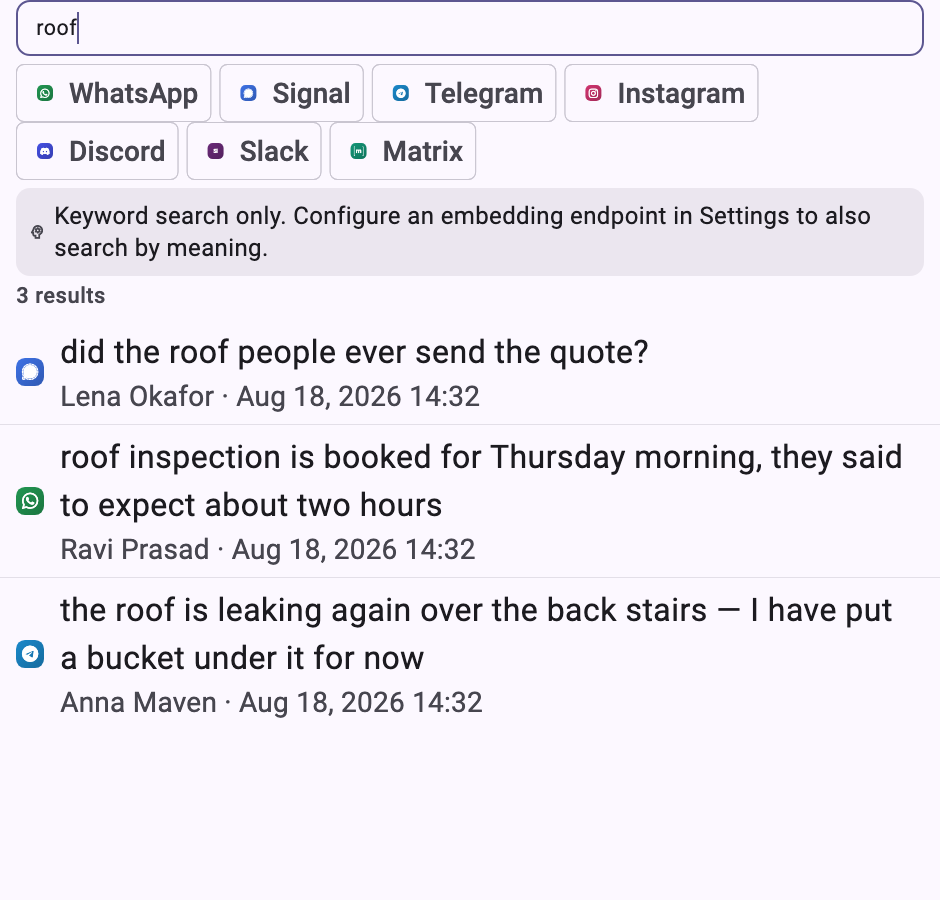 roof
WhatsApp
Signal
Telegram
Instagram
Discord
Slack
Matrix
Keyword search only. Configure an embedding endpoint in Settings to also
search by meaning.
3 results
did the roof people ever send the quote?
Lena Okafor · Aug 18, 2026 14:32
roof inspection is booked for Thursday morning, they said
to expect about two hours
Ravi Prasad · Aug 18, 2026 14:32
the roof is leaking again over the back stairs — I have put
a bucket under it for now
Anna Maven · Aug 18, 2026 14:32